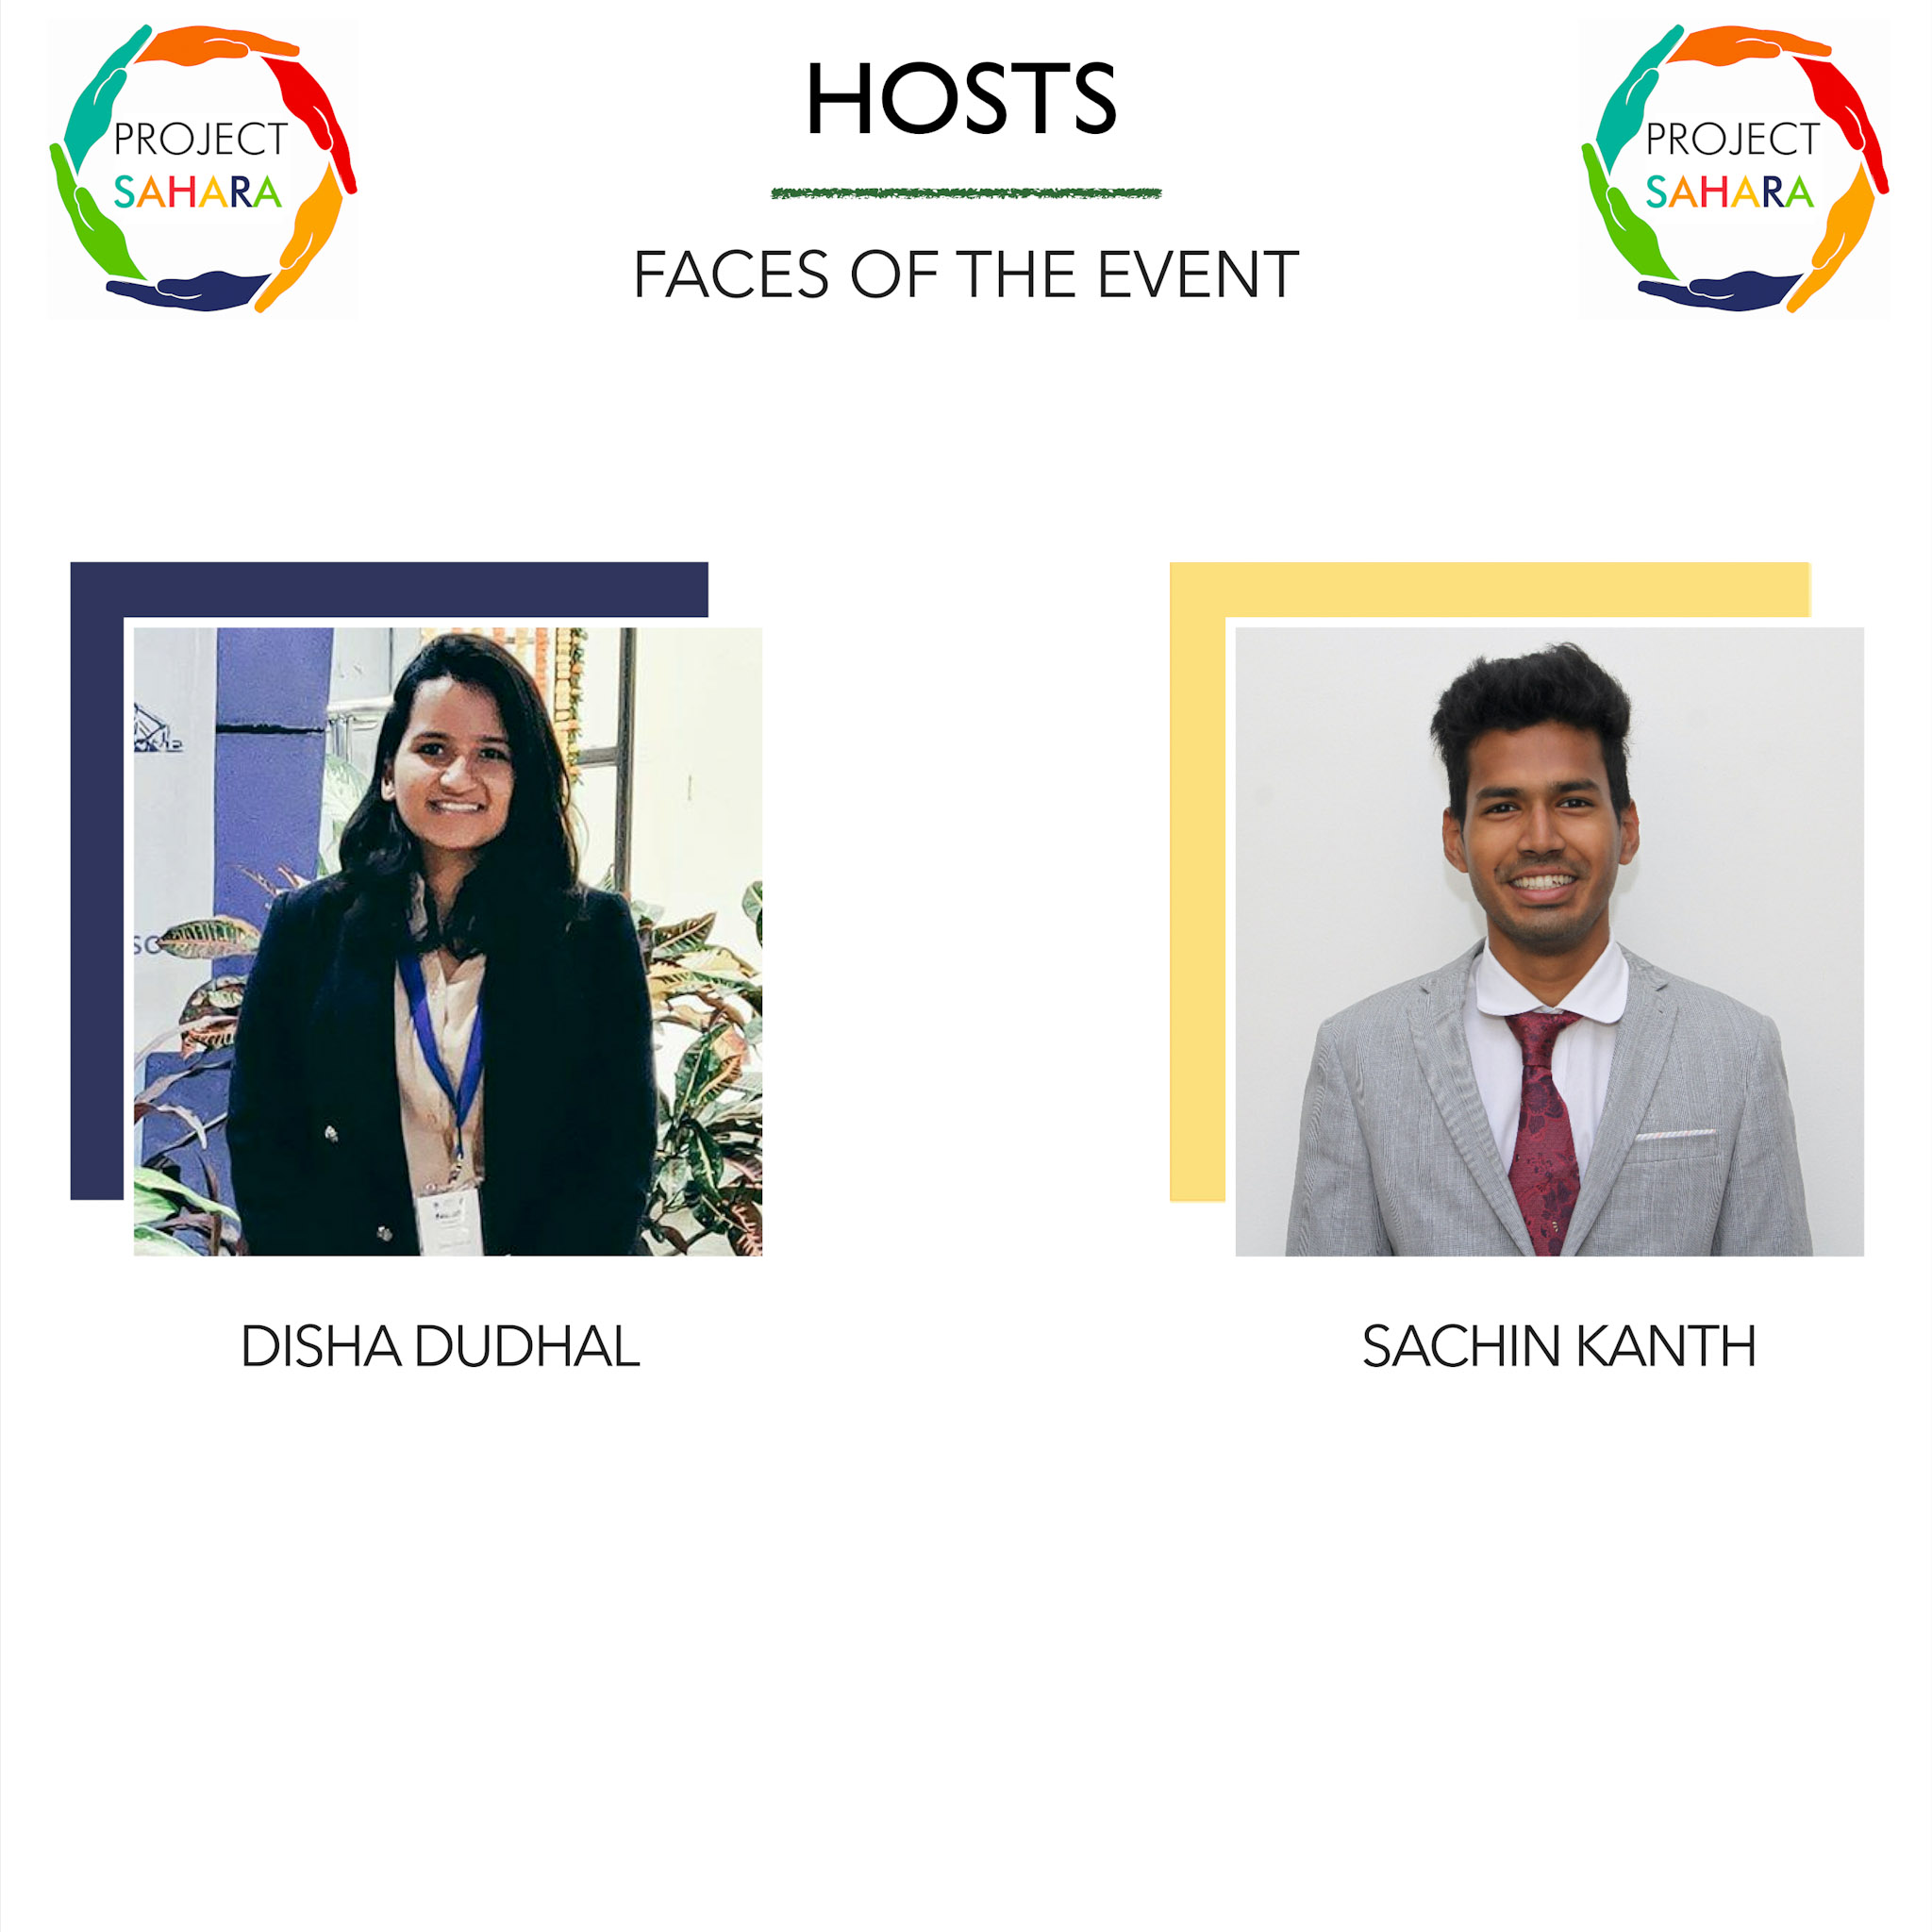 PROJECT
SAHARA
HOSTS
FACES OF THE EVENT
PROJECT
SAHARA
DISHA DUDHAL
SACHIN KANTH